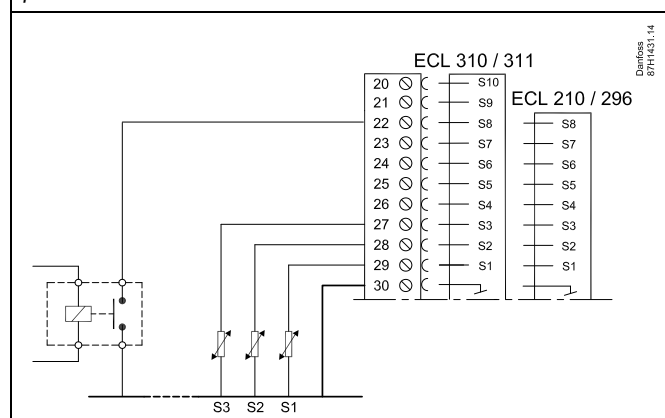 Danfoss
87H1431.14
ECL 310 / 311
ECL 210 / 296
20 S10
21 S9
22 S8 S8
23 S7 S7
24 S6 S6
25 S5 S5
26 S4 S4
27 S3 S3
28 S2 S2
29 S1 S1
30
S3 S2 S1